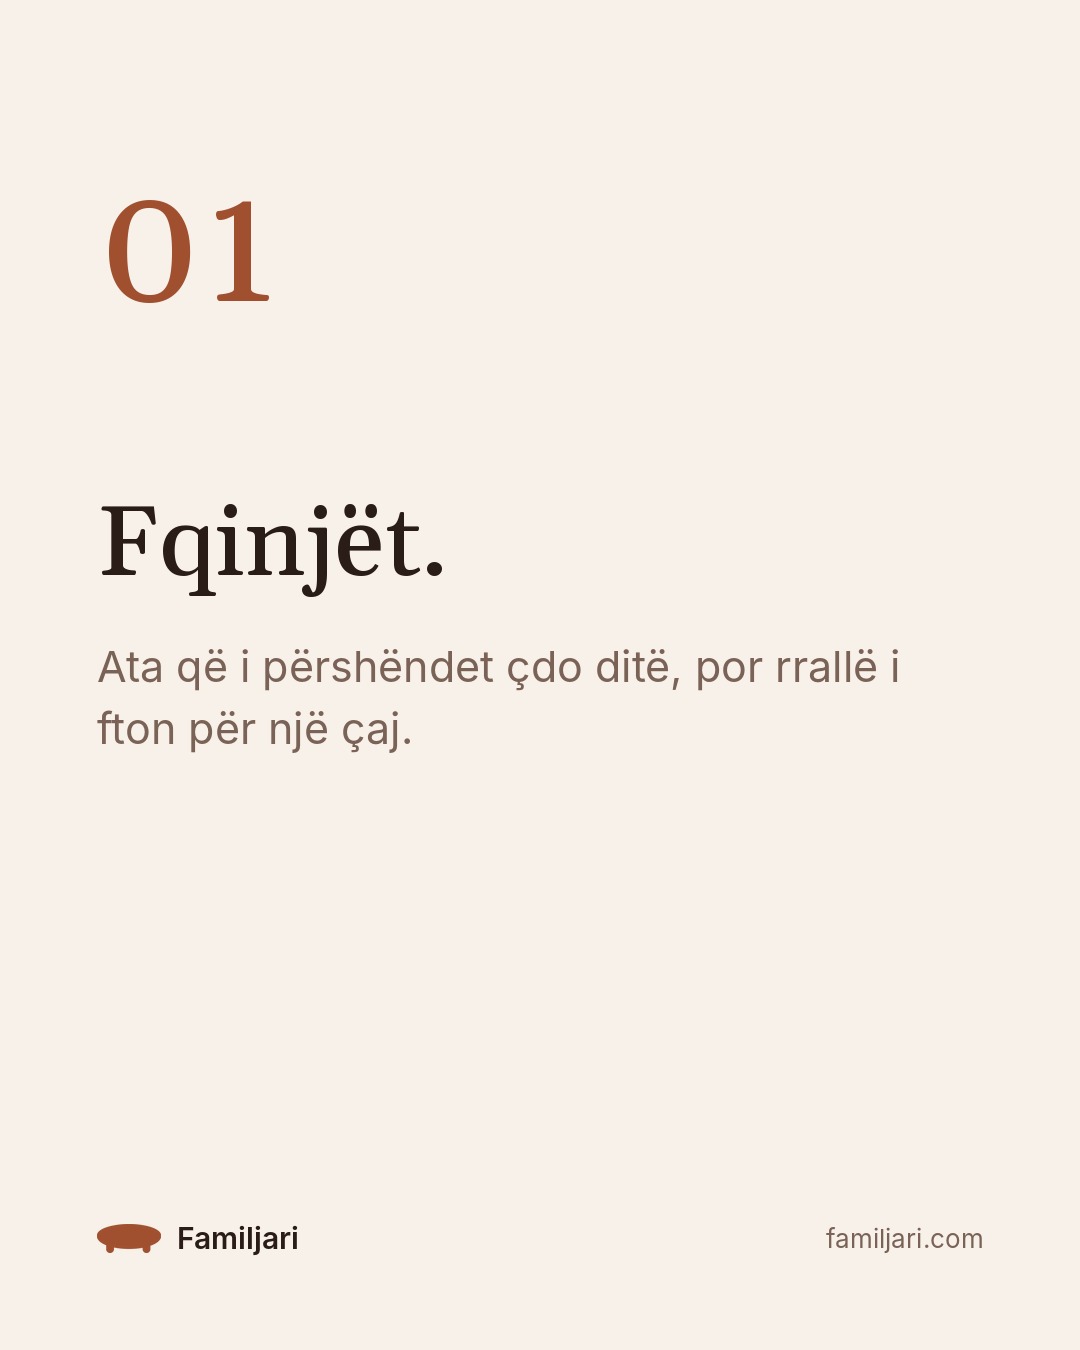 01
Fqinjët.
Ata që i përshëndet çdo ditë, por rrallë i
fton për një çaj.
Familjari
familjari.com